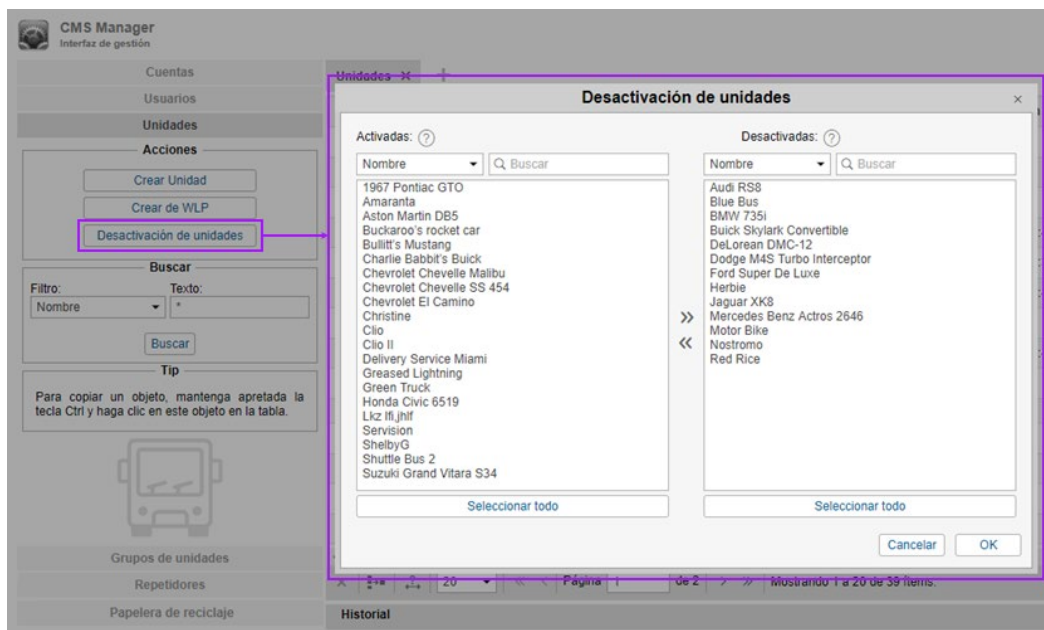 CMS Manager
Interfaz de gestión
Cuentas
Usuarios
Unidades
Acciones
Crear Unidad
Crear de WLP
Desactivación de unidades
Buscar
Filtro: Texto:
Nombre *
Buscar
Tip
Para copiar un objeto, mantenga apretada la
tecla Ctrl y haga clic en este objeto en la tabla.
Grupos de unidades
Repetidores
Papelera de reciclaje
Unidades
Desactivación de unidades
Activadas:
Nombre Buscar
1967 Pontiac GTO
Amaranta
Aston Martin DB5
Buckaroo's rocket car
Bullitt's Mustang
Charlie Babbit's Buick
Chevrolet Chevelle Malibu
Chevrolet Chevelle SS 454
Chevrolet El Camino
Christine
Clio
Clio II
Delivery Service Miami
Greased Lightning
Green Truck
Honda Civic 6519
Lkz lfi,jhlf
Servision
ShelbyG
Shuttle Bus 2
Suzuki Grand Vitara S34
Seleccionar todo
Desactivadas:
Nombre Buscar
Audi RS8
Blue Bus
BMW 735i
Buick Skylark Convertible
DeLorean DMC-12
Dodge M4S Turbo Interceptor
Ford Super De Luxe
Herbie
Jaguar XK8
Mercedes Benz Actros 2646
Motor Bike
Nostromo
Red Rice
Seleccionar todo
Cancelar OK
20 Página 1 de 2 Mostrando 1 a 20 de 39 ítems.
Historial